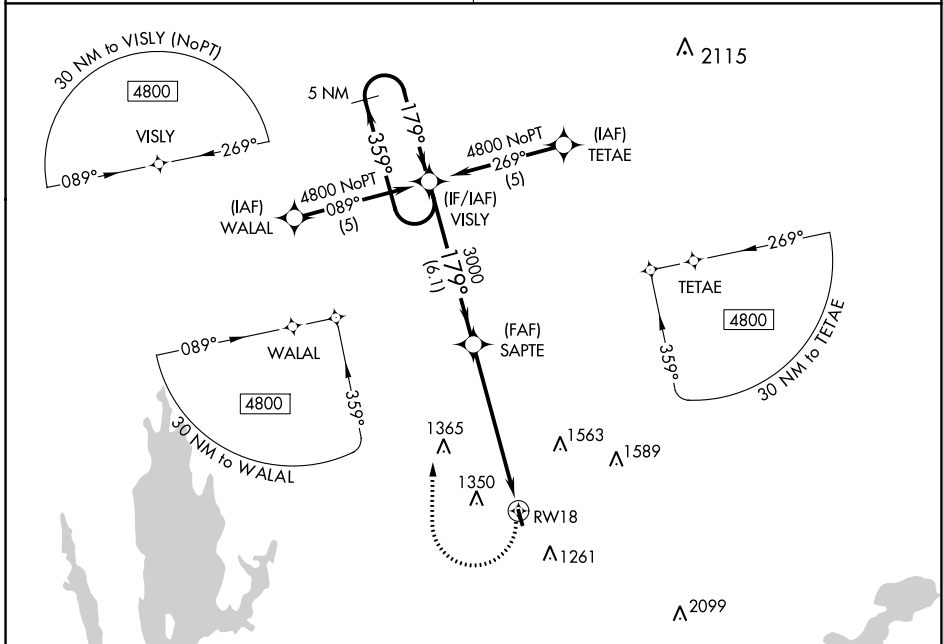 30 NM to VISLY (NoPT)
4800
VISLY
089°
269°
5 NM
179°
359°
2115
4800 NoPT
269°
(5)
(IAF)
TETAE
4800 NoPT
089°
(5)
(IAF)
WALAL
(IF/IAF)
VISLY
3000
179°
(6.1)
(FAF)
SAPTE
269°
TETAE
4800
359°
30 NM to TETAE
089°
WALAL
4800
359°
30 NM to WALAL
1365
1563
1589
1350
RW18
1261
2099